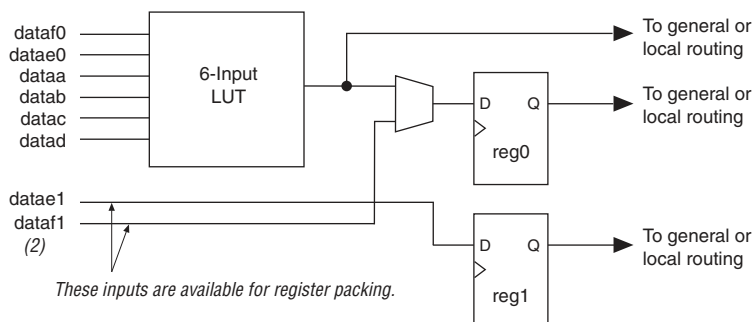 dataf0
datae0
dataa
datab
datac
datad
6-Input
LUT
To general or
local routing
D Q
reg0
To general or
local routing
datae1
dataf1
(2)
These inputs are available for register packing.
D Q
reg1
To general or
local routing